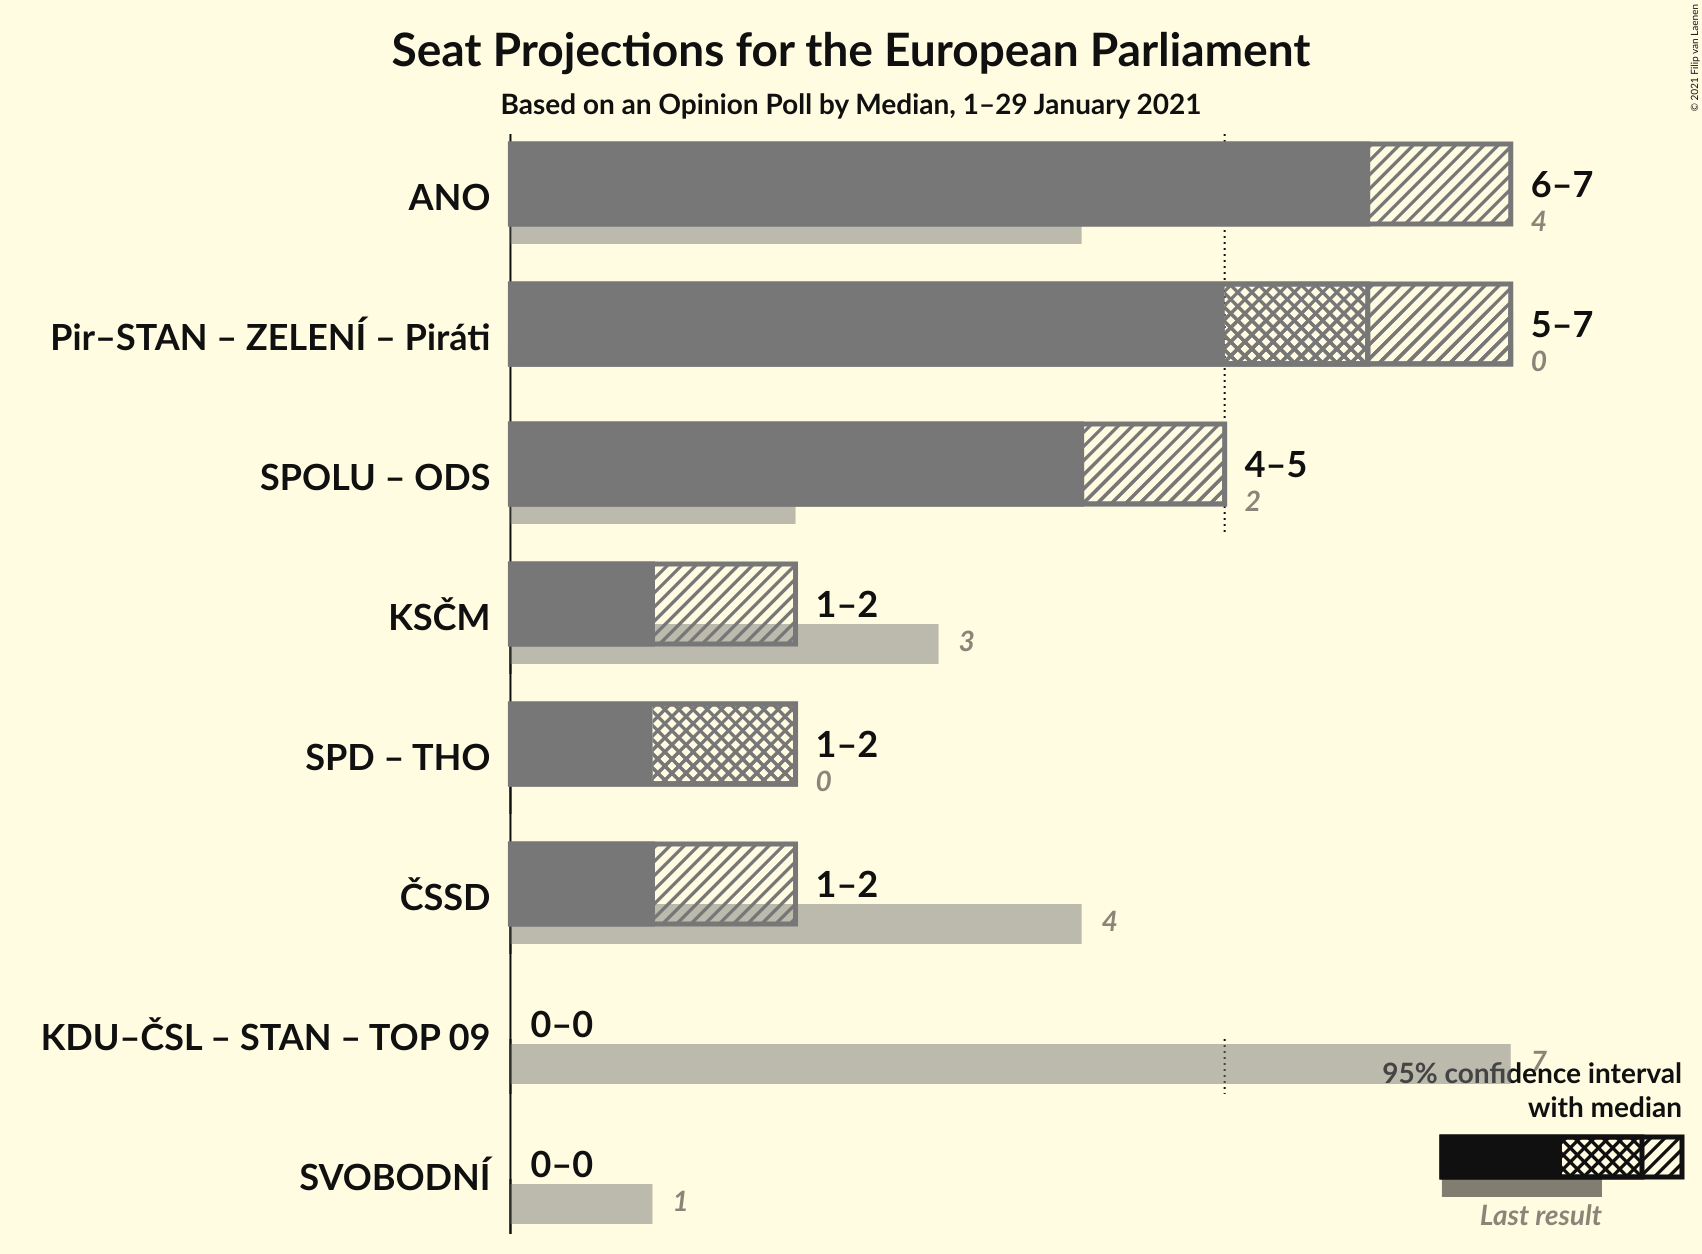 Seat Projections for the European Parliament
Based on an Opinion Poll by Median, 1–29 January 2021
© 2021 Filip van Laenen
ANO
6–7
4
Pir–STAN – ZELENÍ – Piráti
5–7
0
SPOLU – ODS
4–5
2
KSČM
1–2
3
SPD – THO
1–2
0
ČSSD
1–2
4
KDU–ČSL – STAN – TOP 09
0–0
7
SVOBODNÍ
0–0
1
95% confidence interval
with median
Last result